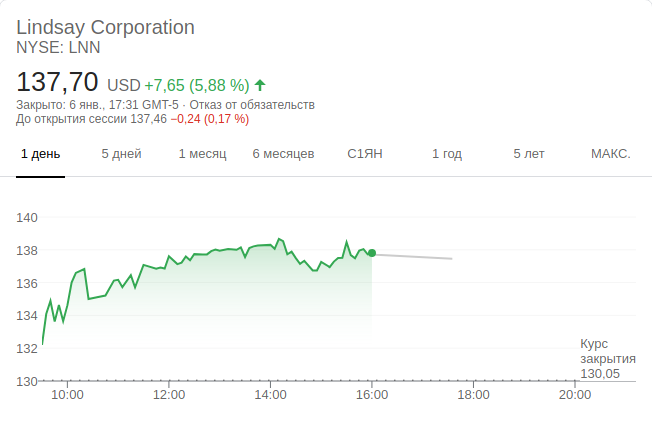 Lindsay Corporation
NYSE: LNN
137,70 USD +7,65 (5,88 %)
Закрыто: 6 янв., 17:31 GMT-5 · Отказ от обязательств
До открытия сессии 137,46 −0,24 (0,17 %)
1 день 5 дней 1 месяц 6 месяцев С1ЯН 1 год 5 лет МАКС.
140
138
136
134
132
130
Курс
закрытия
130,05
10:00 12:00 14:00 16:00 18:00 20:00